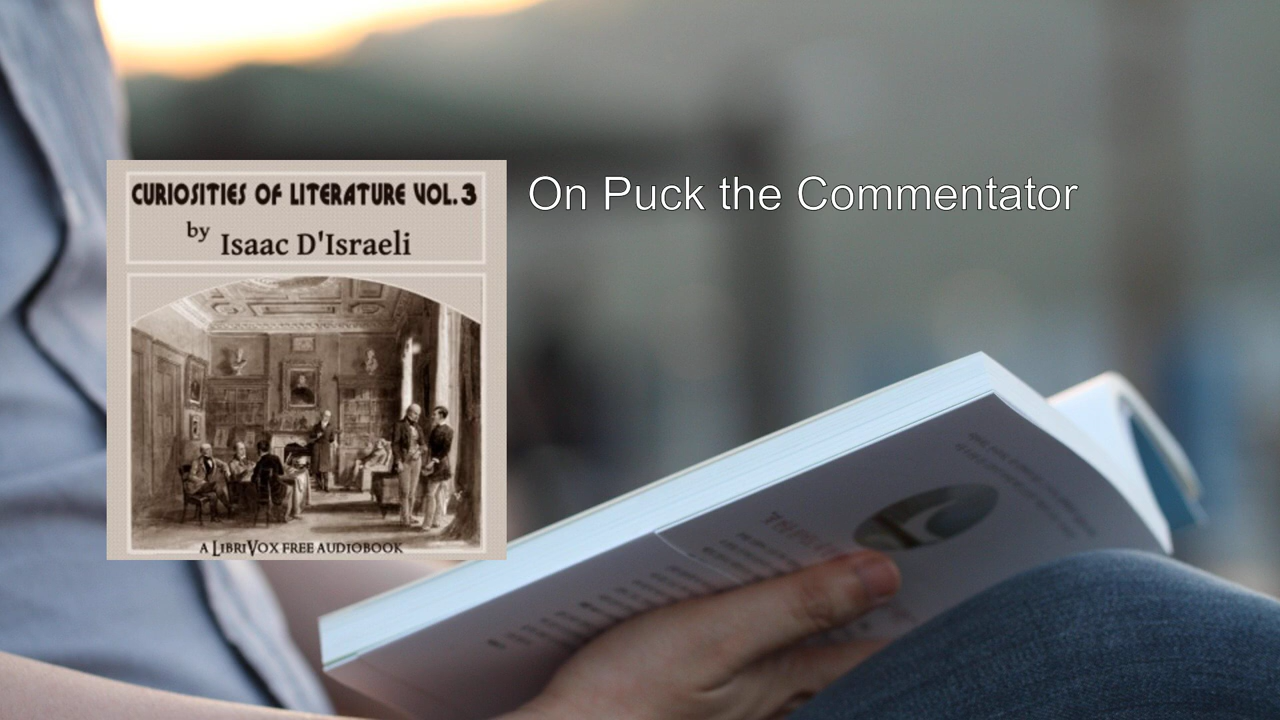 CURIOSITIES OF LITERATURE VOL.3
by Isaac D'Israeli
A LIBRIVOX FREE AUDIOBOOK
On Puck the Commentator